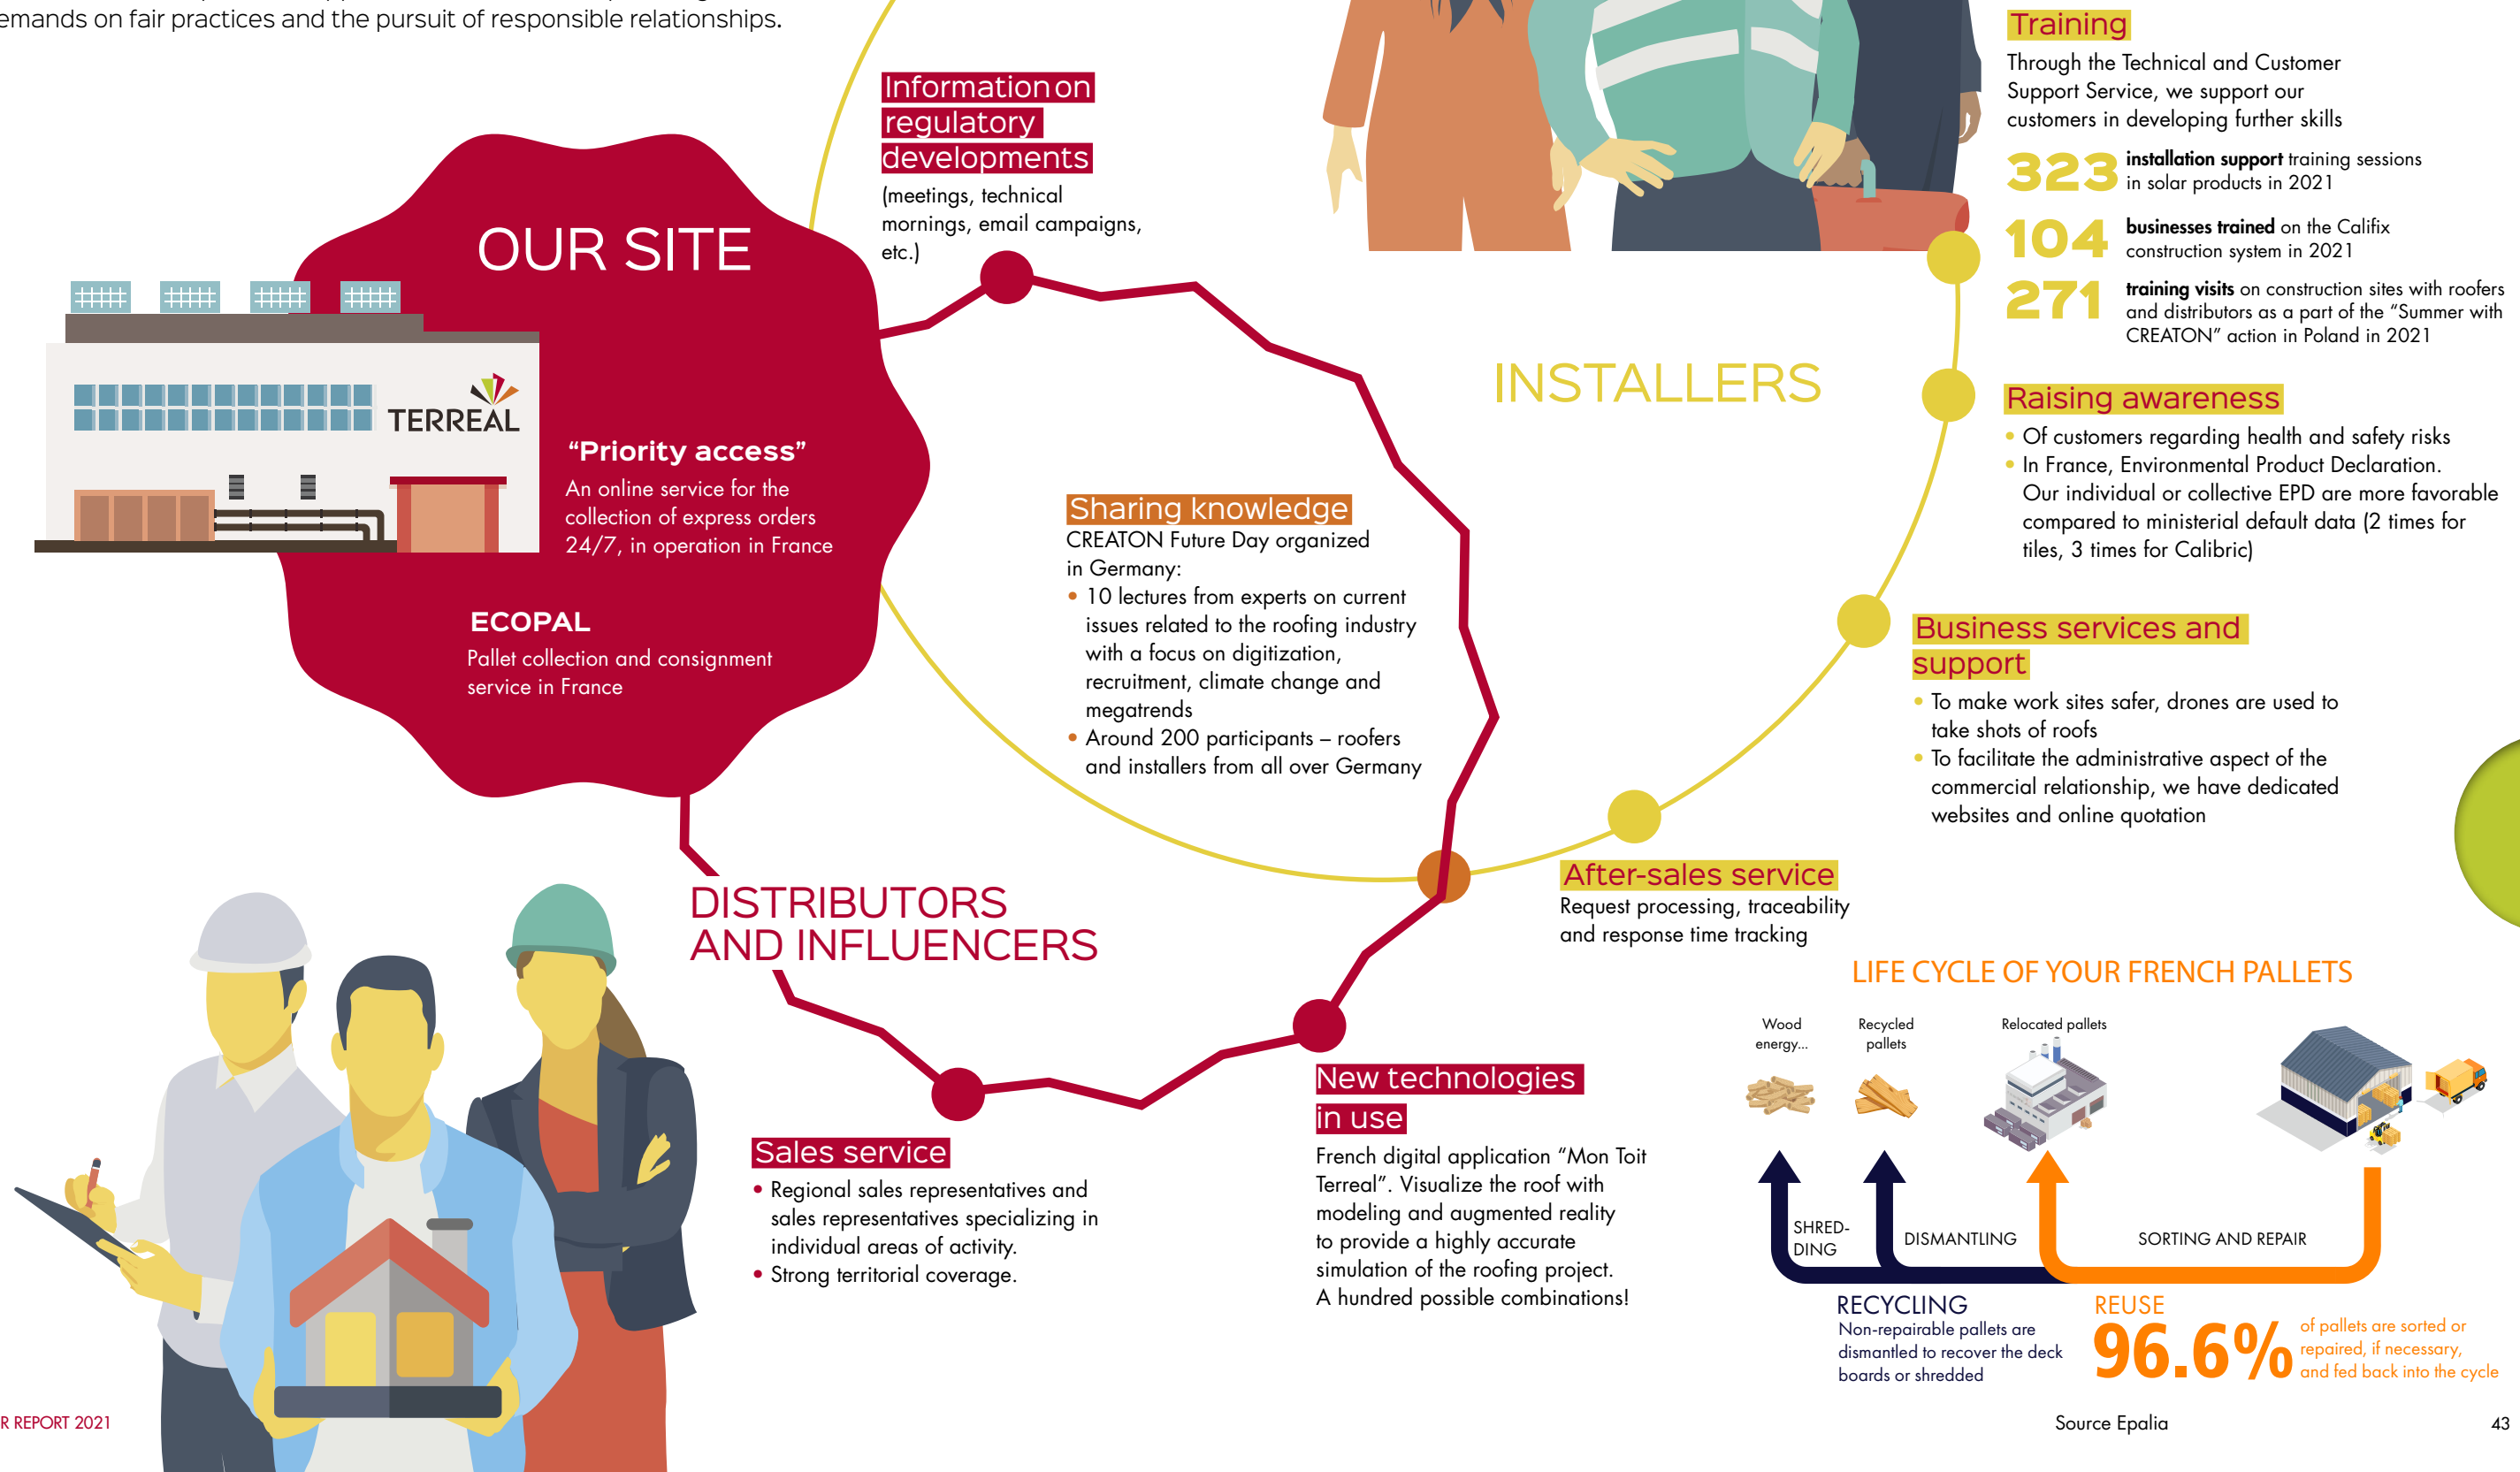 emands on fair practices and the pursuit of responsible relationships.
Information on
regulatory
developments
(meetings, technical
mornings, email campaigns,
etc.)
OUR SITE
TERREAL
“Priority access”
An online service for the
collection of express orders
24/7, in operation in France
ECOPAL
Pallet collection and consignment
service in France
Sharing knowledge
CREATON Future Day organized
in Germany:
• 10 lectures from experts on current
issues related to the roofing industry
with a focus on digitization,
recruitment, climate change and
megatrends
• Around 200 participants – roofers
and installers from all over Germany
INSTALLERS
Training
Through the Technical and Customer
Support Service, we support our
customers in developing further skills
323 installation support training sessions
in solar products in 2021
104 businesses trained on the Califix
construction system in 2021
271 training visits on construction sites with roofers
and distributors as a part of the “Summer with
CREATON” action in Poland in 2021
Raising awareness
• Of customers regarding health and safety risks
• In France, Environmental Product Declaration.
Our individual or collective EPD are more favorable
compared to ministerial default data (2 times for
tiles, 3 times for Calibric)
Business services and
support
• To make work sites safer, drones are used to
take shots of roofs
• To facilitate the administrative aspect of the
commercial relationship, we have dedicated
websites and online quotation
After-sales service
Request processing, traceability
and response time tracking
DISTRIBUTORS
AND INFLUENCERS
Sales service
• Regional sales representatives and
sales representatives specializing in
individual areas of activity.
• Strong territorial coverage.
New technologies
in use
French digital application “Mon Toit
Terreal”. Visualize the roof with
modeling and augmented reality
to provide a highly accurate
simulation of the roofing project.
A hundred possible combinations!
LIFE CYCLE OF YOUR FRENCH PALLETS
Wood
energy...
Recycled
pallets
Relocated pallets
SHRED-
DING
DISMANTLING
SORTING AND REPAIR
RECYCLING
Non-repairable pallets are
dismantled to recover the deck
boards or shredded
REUSE
96.6%
of pallets are sorted or
repaired, if necessary,
and fed back into the cycle
R REPORT 2021
Source Epalia
43